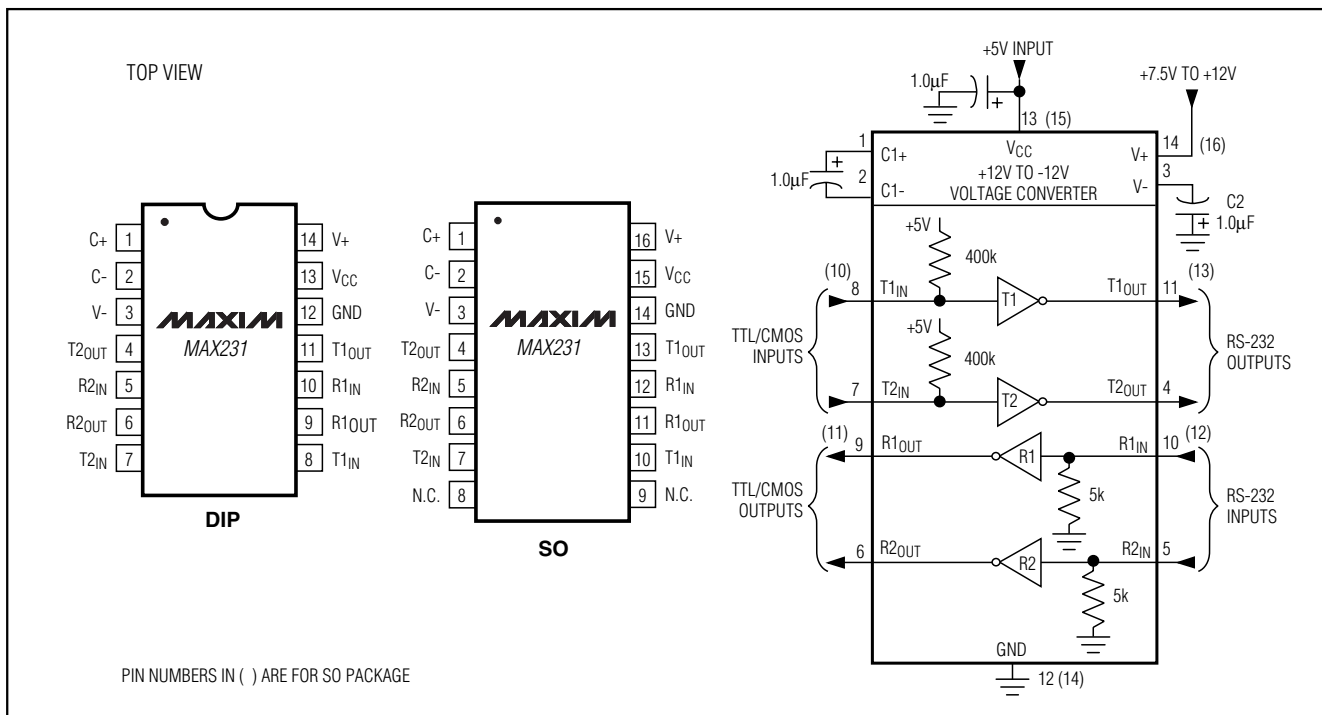 TOP VIEW
C+ 1
C- 2
V- 3
T2OUT 4
R2IN 5
R2OUT 6
T2IN 7
14 V+
13 VCC
12 GND
11 T1OUT
10 R1IN
9 R1OUT
8 T1IN
MAXIM
MAX231
DIP
C+ 1
C- 2
V- 3
T2OUT 4
R2IN 5
R2OUT 6
T2IN 7
N.C. 8
16 V+
15 VCC
14 GND
13 T1OUT
12 R1IN
11 R1OUT
10 T1IN
9 N.C.
MAXIM
MAX231
SO
PIN NUMBERS IN ( ) ARE FOR SO PACKAGE
+5V INPUT
+7.5V TO +12V
1.0µF
+
13 (15)
1
C1+
VCC
V+
14
(16)
+
1.0µF
2
C1-
+12V TO -12V
VOLTAGE CONVERTER
V-
3
C2
+
1.0µF
+5V
400k
(10)
8
T1IN
T1
T1OUT
11
(13)
+5V
400k
TTL/CMOS
INPUTS
RS-232
OUTPUTS
7
T2IN
T2
T2OUT
4
(11)
9
R1OUT
R1
R1IN
10
(12)
5k
TTL/CMOS
OUTPUTS
RS-232
INPUTS
6
R2OUT
R2
R2IN
5
5k
GND
12 (14)